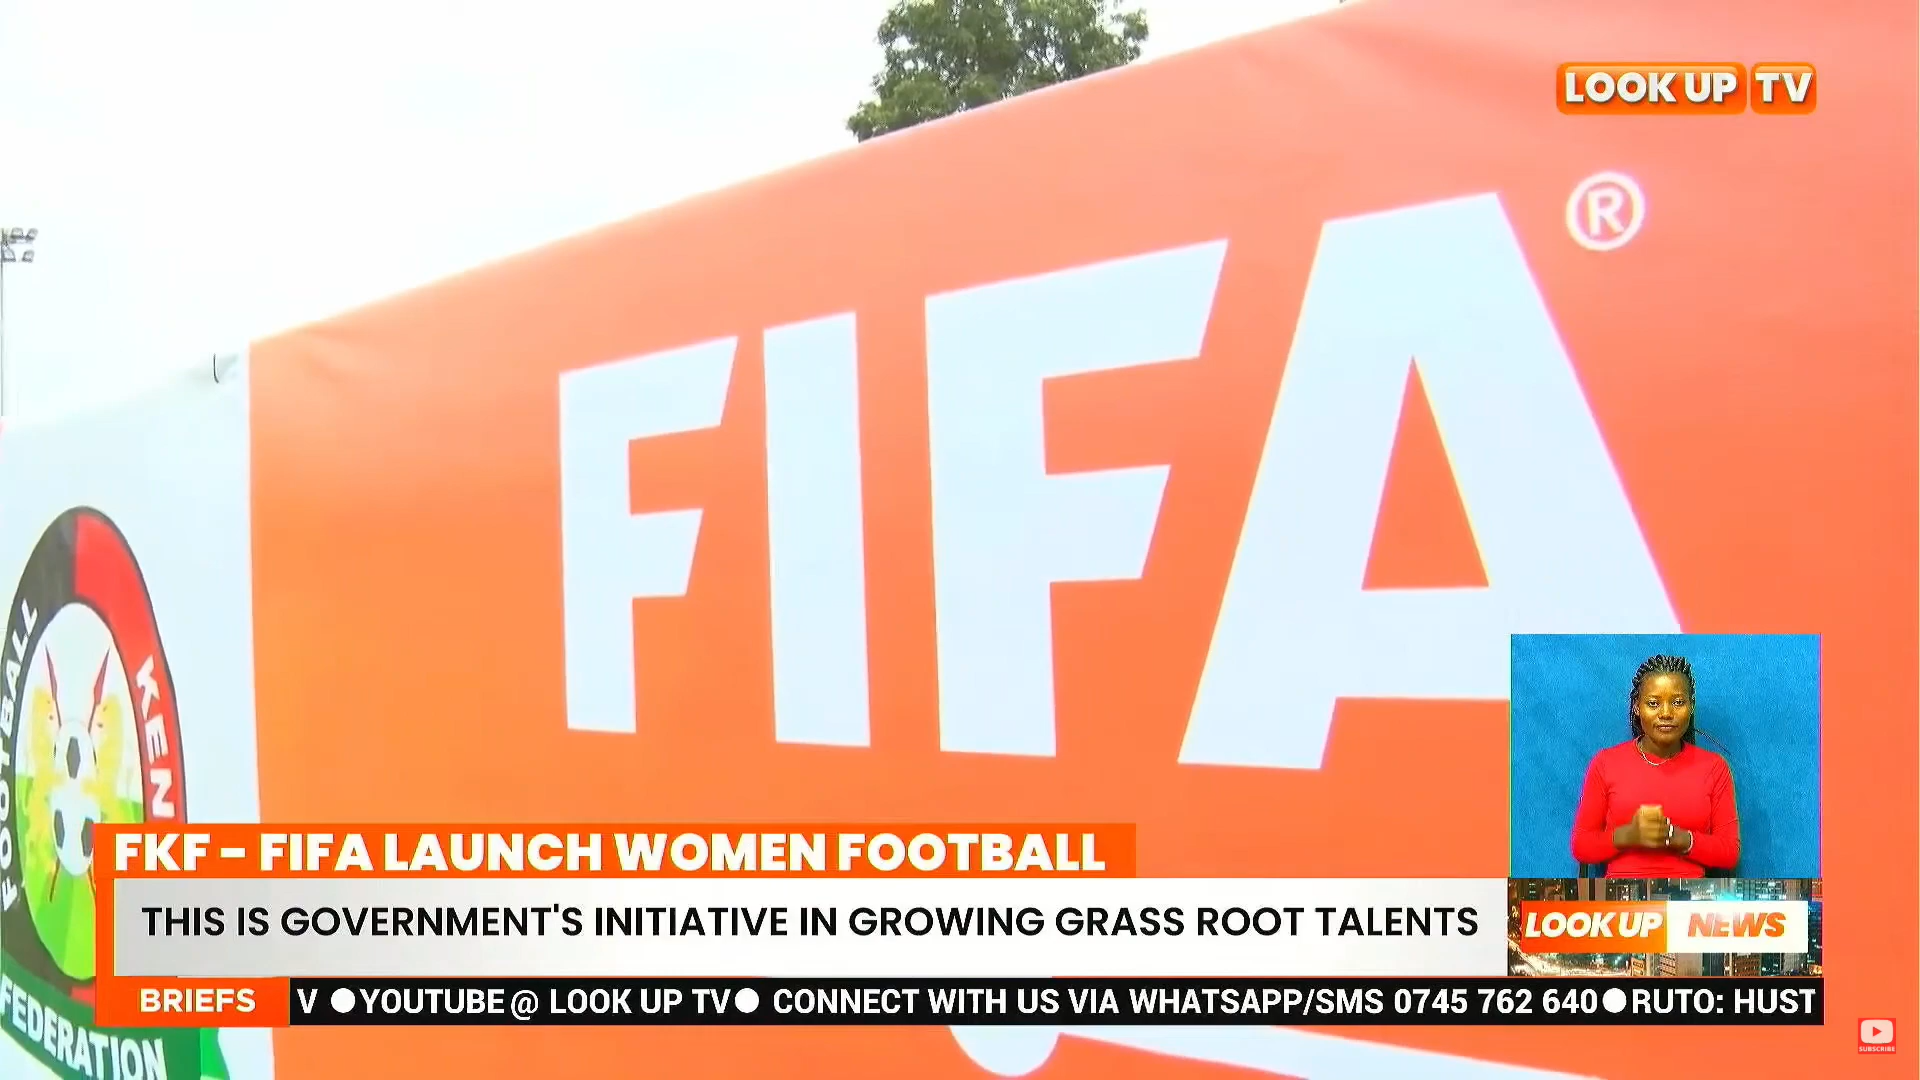 LOOK UP TV
FIFA®
FOOTBALL
KEN
FEDERATION
FKF - FIFA LAUNCH WOMEN FOOTBALL
THIS IS GOVERNMENT'S INITIATIVE IN GROWING GRASS ROOT TALENTS
LOOK UP NEWS
BRIEFS
V ●YOUTUBE@ LOOK UP TV● CONNECT WITH US VIA WHATSAPP/SMS 0745 762 640●RUTO: HUST
SUBSCRIBE